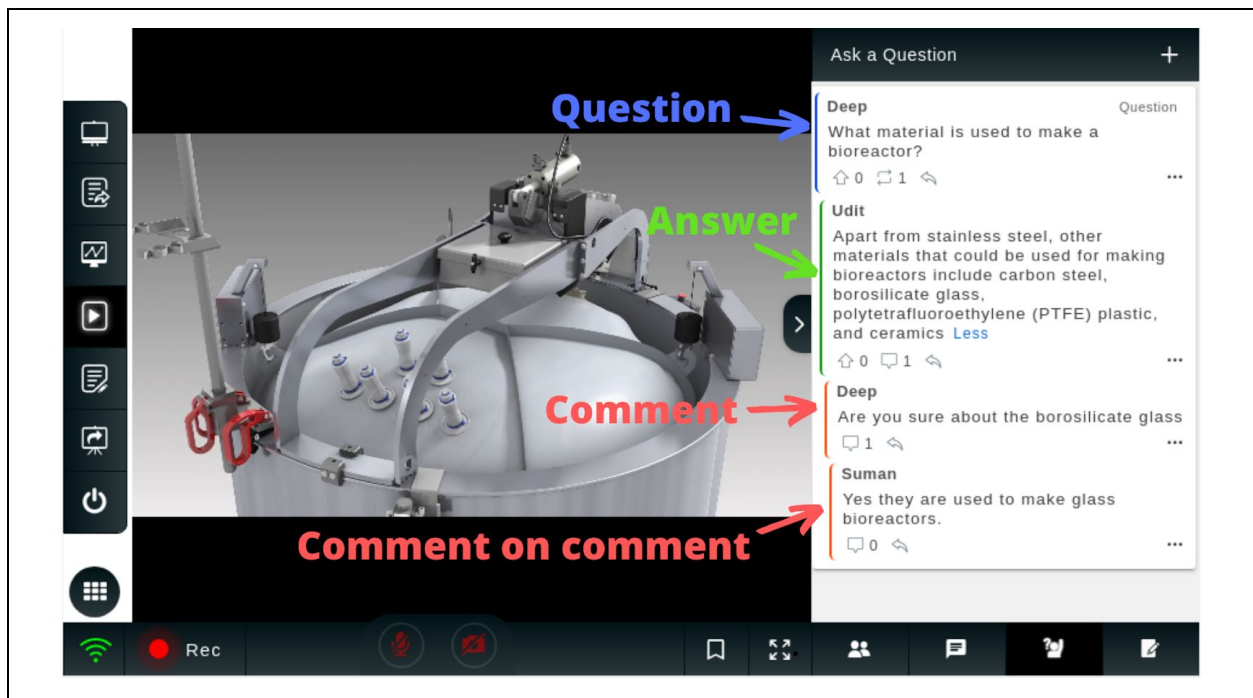 Ask a Question +
Question
Deep Question
What material is used to make a
bioreactor?
0 1
Answer
Udit
Apart from stainless steel, other
materials that could be used for making
bioreactors include carbon steel,
borosilicate glass,
polytetrafluoroethylene (PTFE) plastic,
and ceramics Less
0 1
Comment
Deep
Are you sure about the borosilicate glass
1
Suman
Yes they are used to make glass
bioreactors.
0
Comment on comment
Rec